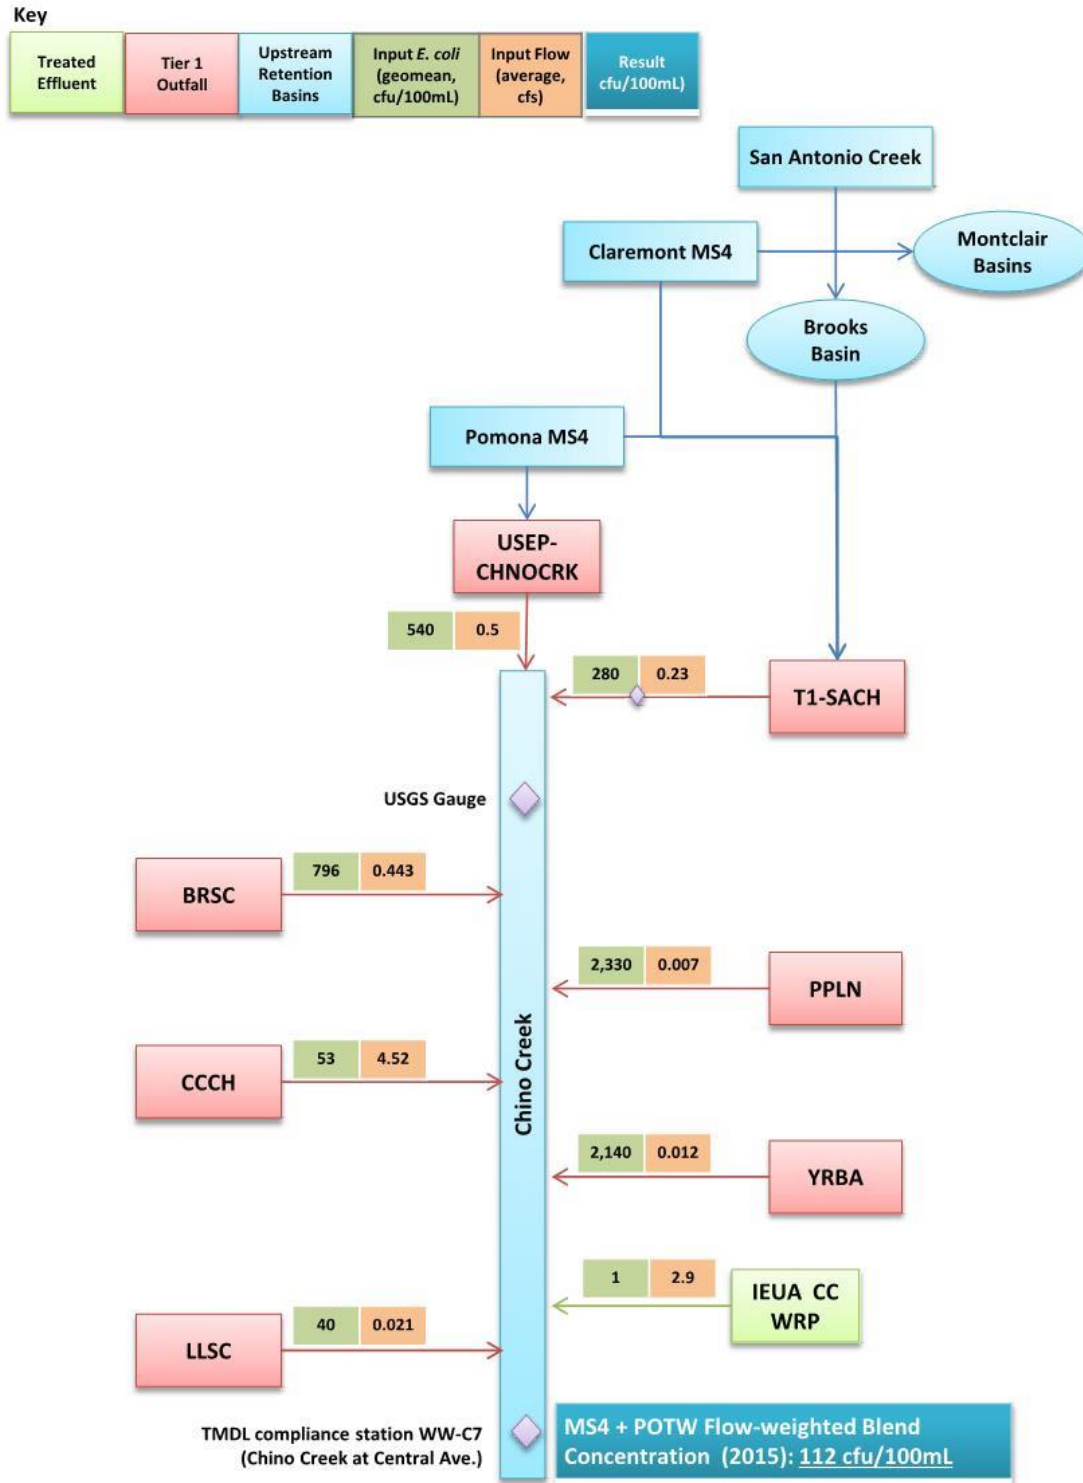 Key
Treated
Effluent
Tier 1
Outfall
Upstream
Retention
Basins
Input E. coli
(geomean,
cfu/100mL)
Input Flow
(average,
cfs)
Result
cfu/100mL)
San Antonio Creek
Claremont MS4
Montclair
Basins
Brooks
Basin
Pomona MS4
USEP-
CHNOCRK
540 0.5
280 0.23
T1-SACH
USGS Gauge
796 0.443
BRSC
2,330 0.007
PPLN
Chino Creek
53 4.52
CCCH
2,140 0.012
YRBA
1 2.9
IEUA CC
WRP
40 0.021
LLSC
TMDL compliance station WW-C7
(Chino Creek at Central Ave.)
MS4 + POTW Flow-weighted Blend
Concentration (2015): 112 cfu/100mL